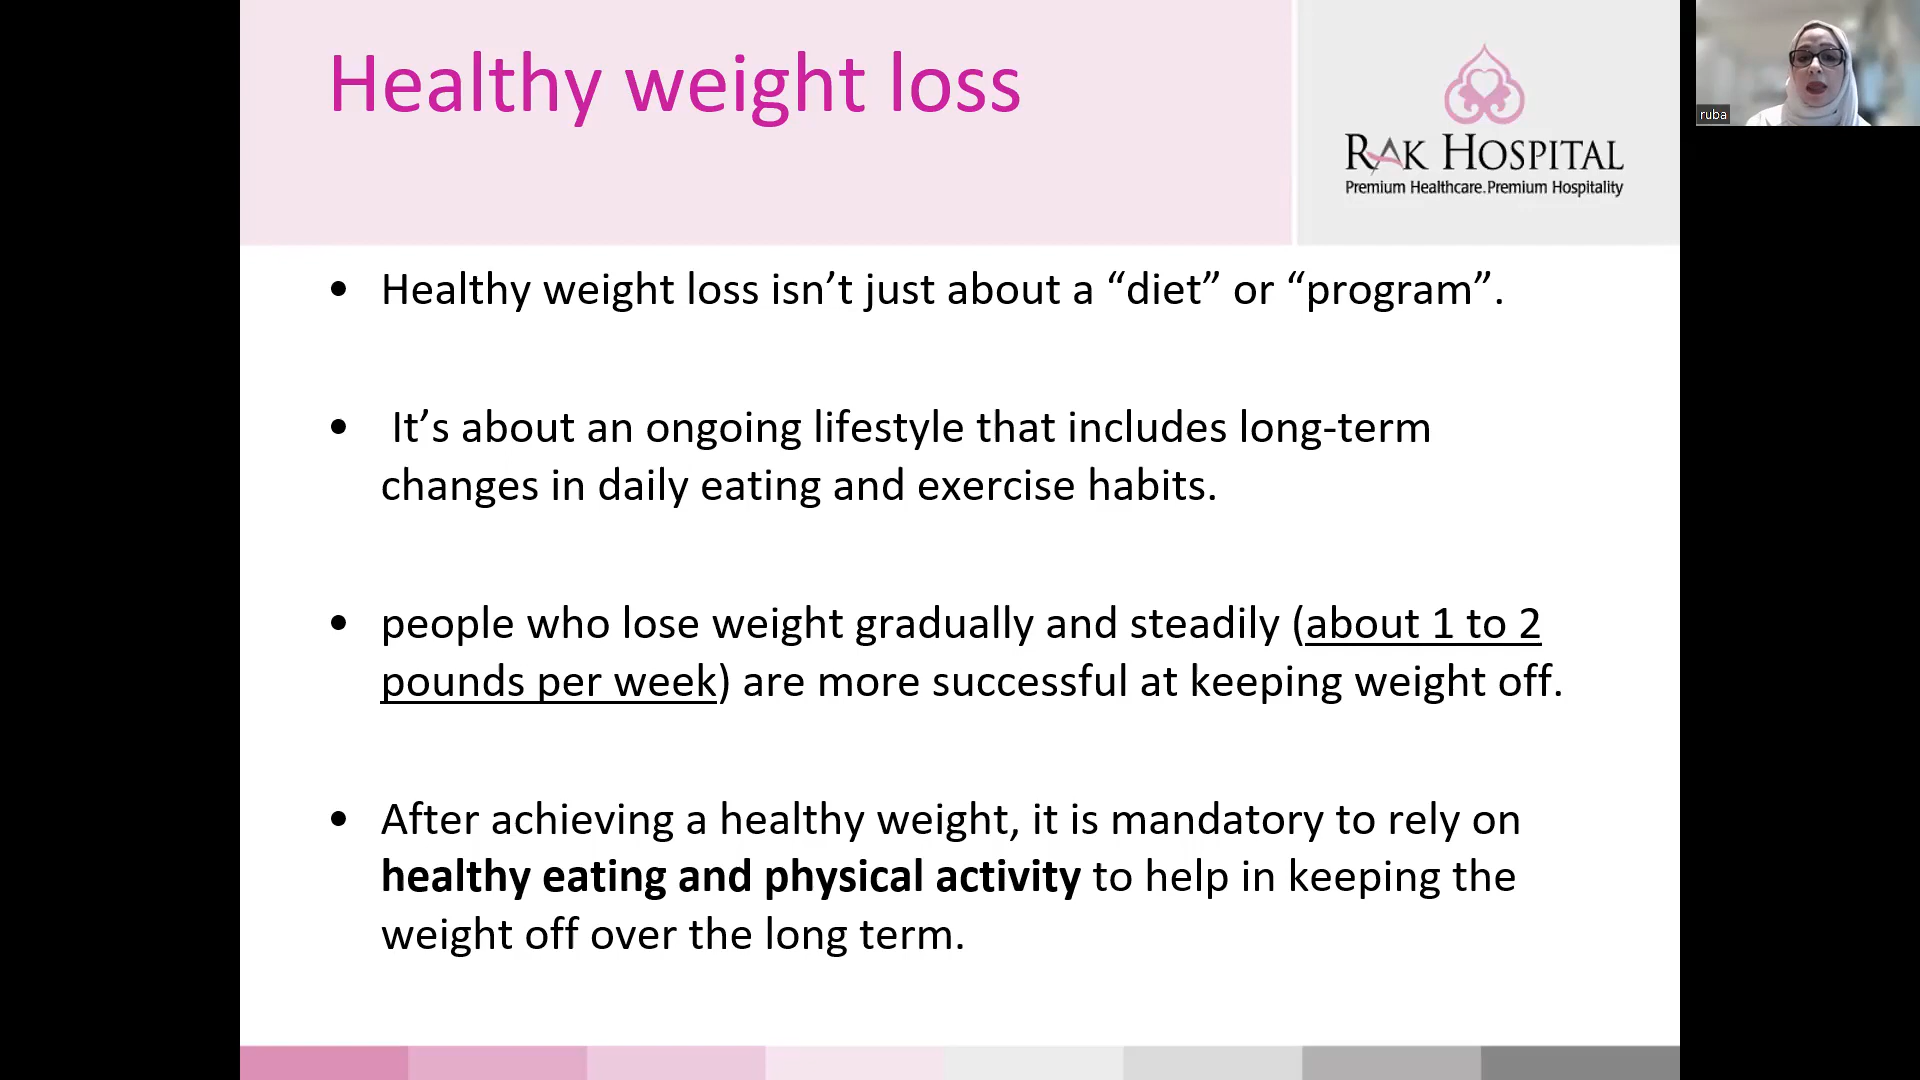 Healthy weight loss
RAK HOSPITAL
Premium Healthcare.Premium Hospitality
ruba
• Healthy weight loss isn’t just about a “diet” or “program”.
• It’s about an ongoing lifestyle that includes long-term
changes in daily eating and exercise habits.
• people who lose weight gradually and steadily (about 1 to 2
pounds per week) are more successful at keeping weight off.
• After achieving a healthy weight, it is mandatory to rely on
healthy eating and physical activity to help in keeping the
weight off over the long term.